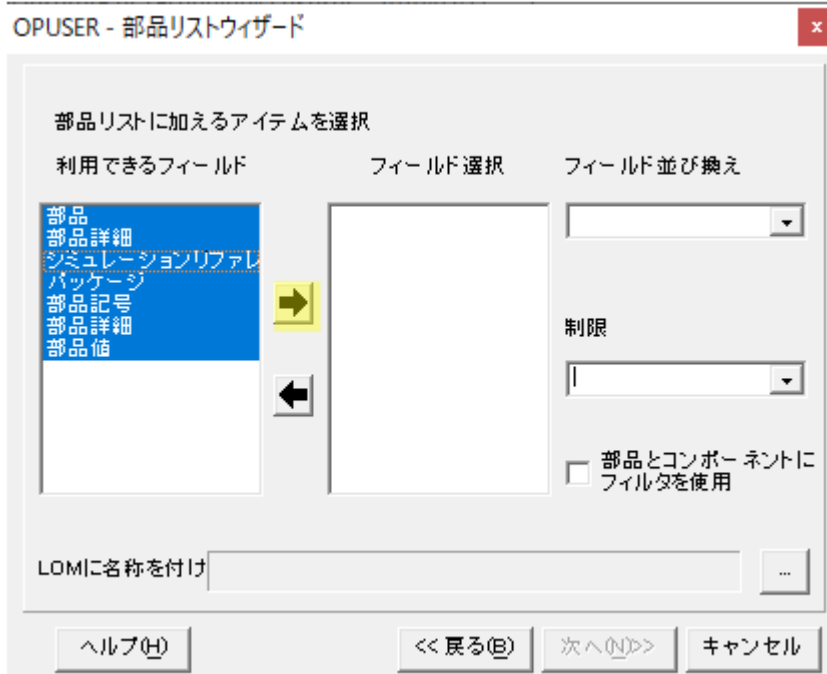 OPUSER - 部品リストウィザード
x
部品リストに加えるアイテムを選択
利用できるフィールド
フィールド選択
フィールド並び換え
部品
部品詳細
シミュレーションリファレ
パッケージ
部品記号
部品詳細
部品値
制限
部品とコンポーネントに
フィルタを使用
LOMに名称を付け
...
ヘルプ(H)
<< 戻る(B)
次へ(N)>>
キャンセル